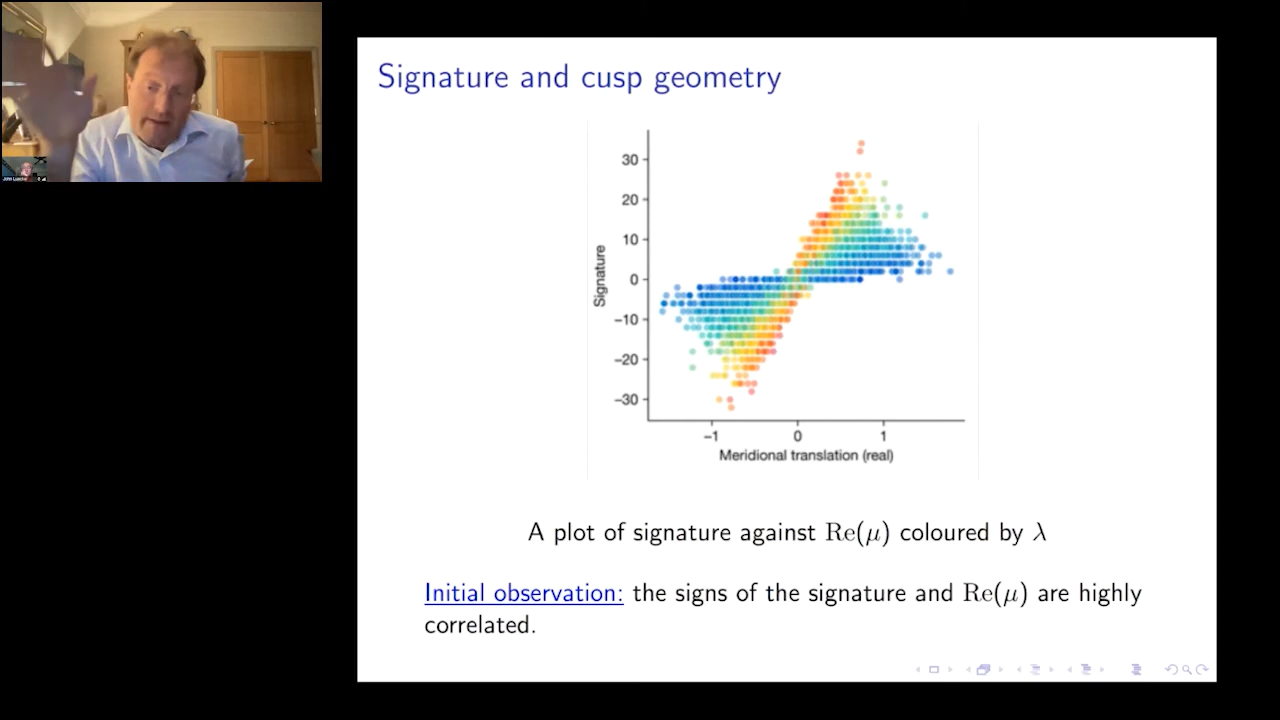 Signature and cusp geometry
30
20
10
0
−10
−20
−30
Signature
−1
0
1
Meridional translation (real)
A plot of signature against Re(μ) coloured by λ
Initial observation: the signs of the signature and Re(μ) are highly
correlated.